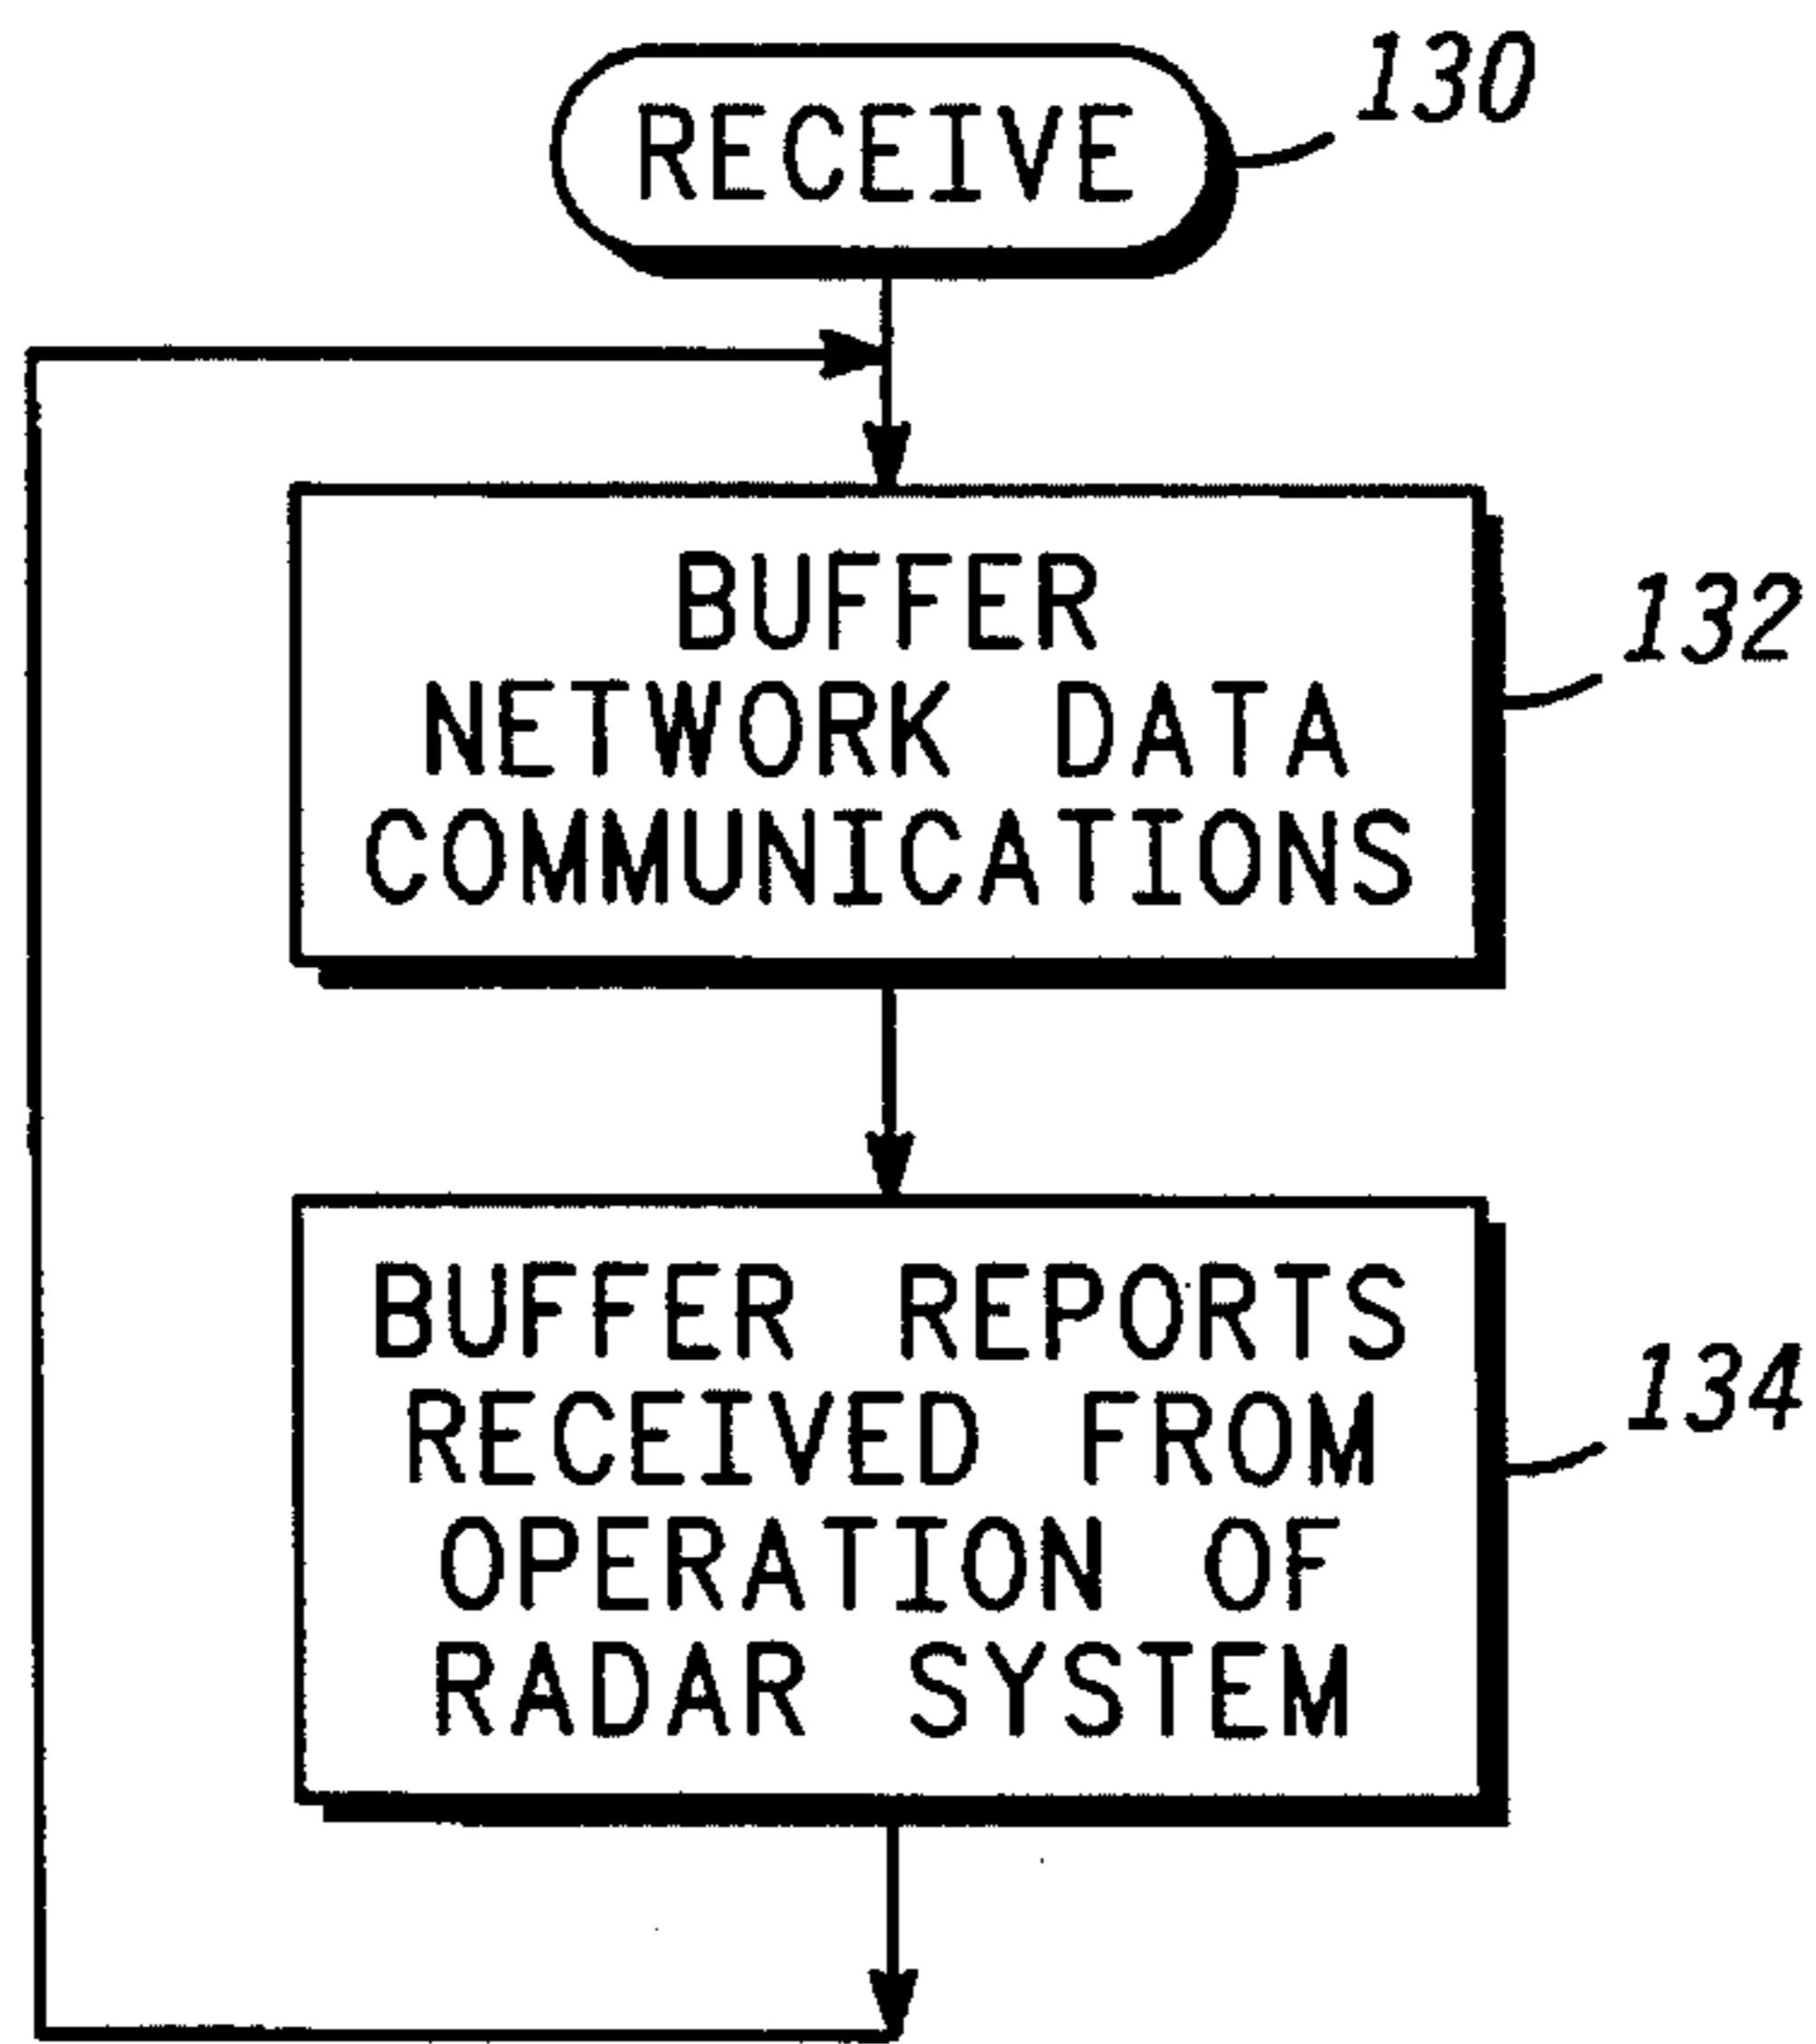 RECEIVE
130
BUFFER
NETWORK DATA
COMMUNICATIONS
132
BUFFER REPORTS
RECEIVED FROM
OPERATION OF
RADAR SYSTEM
134